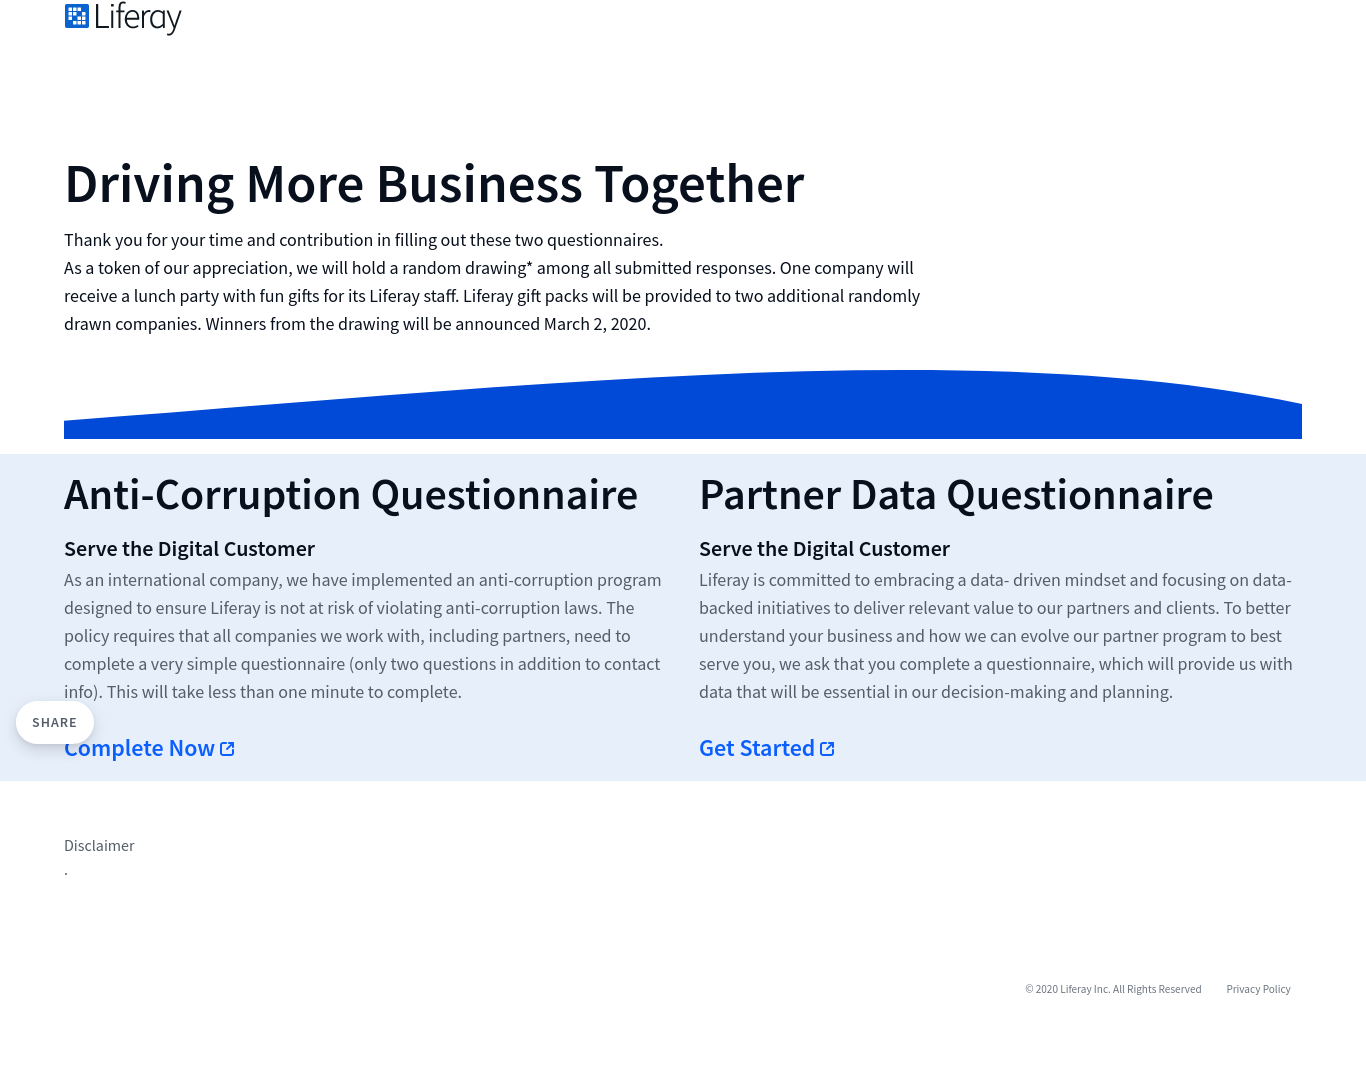 Liferay
Driving More Business Together
Thank you for your time and contribution in filling out these two questionnaires.
As a token of our appreciation, we will hold a random drawing* among all submitted responses. One company will
receive a lunch party with fun gifts for its Liferay staff. Liferay gift packs will be provided to two additional randomly
drawn companies. Winners from the drawing will be announced March 2, 2020.
Anti-Corruption Questionnaire
Serve the Digital Customer
As an international company, we have implemented an anti-corruption program
designed to ensure Liferay is not at risk of violating anti-corruption laws. The
policy requires that all companies we work with, including partners, need to
complete a very simple questionnaire (only two questions in addition to contact
info). This will take less than one minute to complete.
SHARE
Complete Now
Partner Data Questionnaire
Serve the Digital Customer
Liferay is committed to embracing a data- driven mindset and focusing on data-
backed initiatives to deliver relevant value to our partners and clients. To better
understand your business and how we can evolve our partner program to best
serve you, we ask that you complete a questionnaire, which will provide us with
data that will be essential in our decision-making and planning.
Get Started
Disclaimer
.
© 2020 Liferay Inc. All Rights Reserved
Privacy Policy